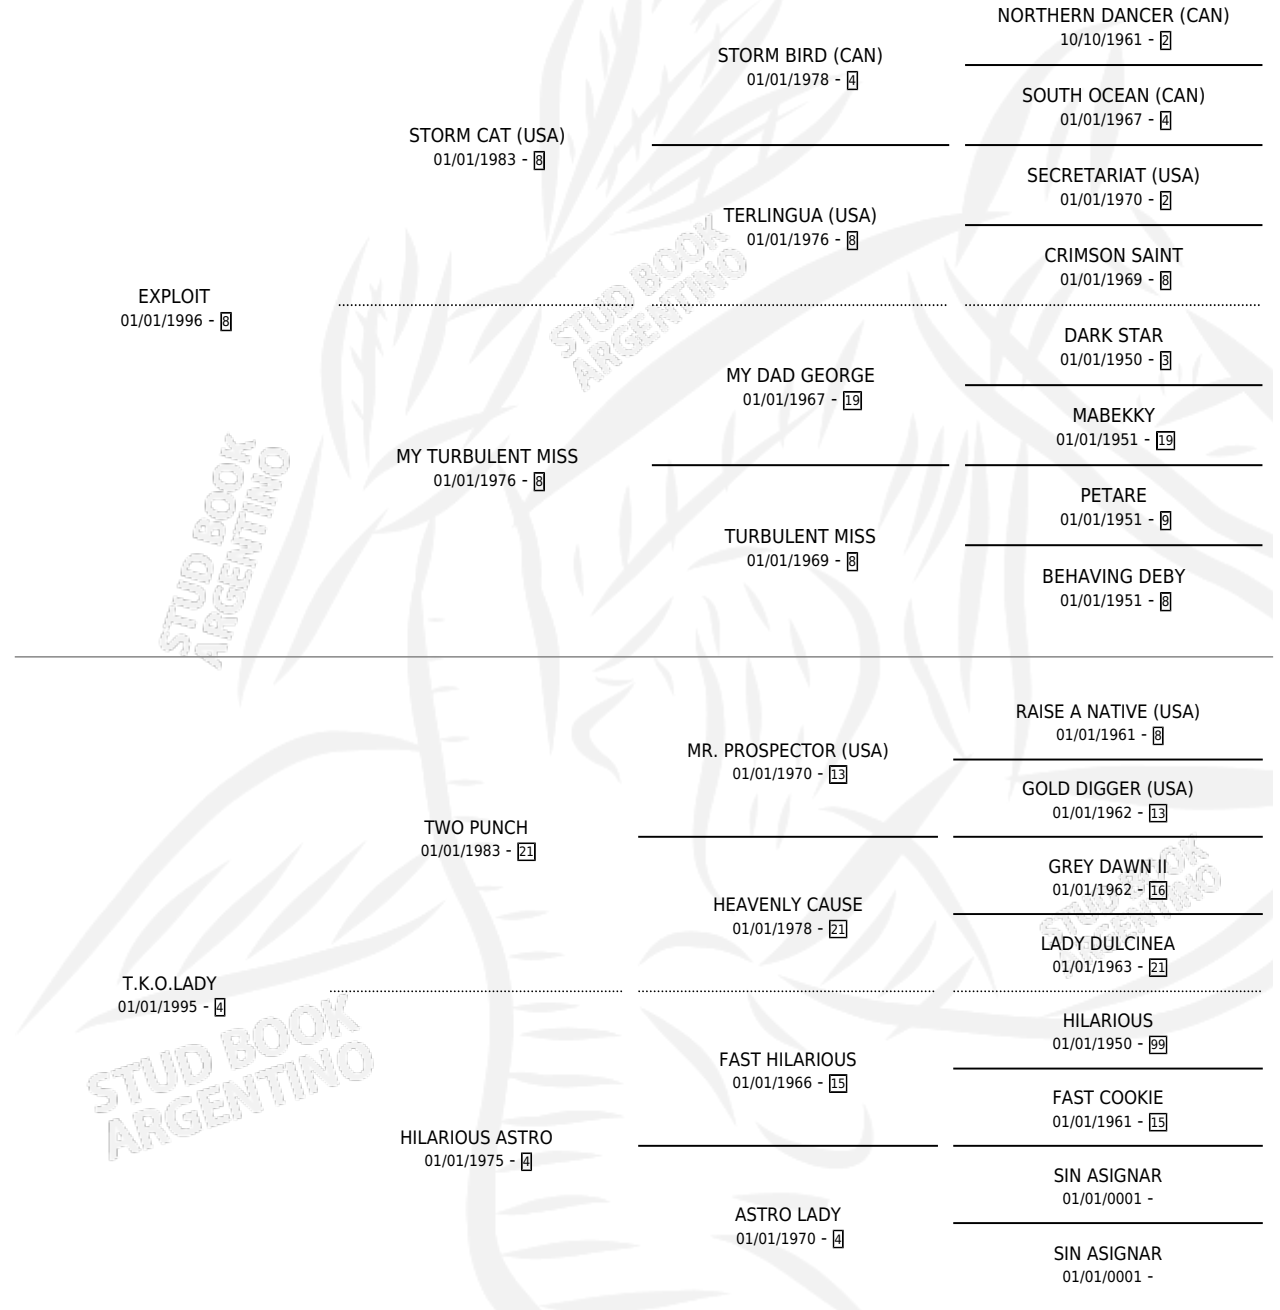 NORTHERN DANCER (CAN)
10/10/1961 - 2
STORM BIRD (CAN)
01/01/1978 - 4
SOUTH OCEAN (CAN)
01/01/1967 - 4
STORM CAT (USA)
01/01/1983 - 8
SECRETARIAT (USA)
01/01/1970 - 2
TERLINGUA (USA)
01/01/1976 - 8
CRIMSON SAINT
01/01/1969 - 8
EXPLOIT
01/01/1996 - 8
DARK STAR
01/01/1950 - 3
MY DAD GEORGE
01/01/1967 - 19
MABEKKY
01/01/1951 - 19
MY TURBULENT MISS
01/01/1976 - 8
PETARE
01/01/1951 - 9
TURBULENT MISS
01/01/1969 - 8
BEHAVING DEBY
01/01/1951 - 8
STUD BOOK
ARGENTINO
STUD BOOK
ARGENTINO
RAISE A NATIVE (USA)
01/01/1961 - 8
MR. PROSPECTOR (USA)
01/01/1970 - 13
GOLD DIGGER (USA)
01/01/1962 - 13
TWO PUNCH
01/01/1983 - 21
GREY DAWN II
01/01/1962 - 16
HEAVENLY CAUSE
01/01/1978 - 21
LADY DULCINEA
01/01/1963 - 21
T.K.O.LADY
01/01/1995 - 4
HILARIOUS
01/01/1950 - 99
FAST HILARIOUS
01/01/1966 - 15
FAST COOKIE
01/01/1961 - 15
HILARIOUS ASTRO
01/01/1975 - 4
SIN ASIGNAR
01/01/0001 -
ASTRO LADY
01/01/1970 - 4
SIN ASIGNAR
01/01/0001 -
STUD BOOK
ARGENTINO
STUD BOOK
ARGENTINO